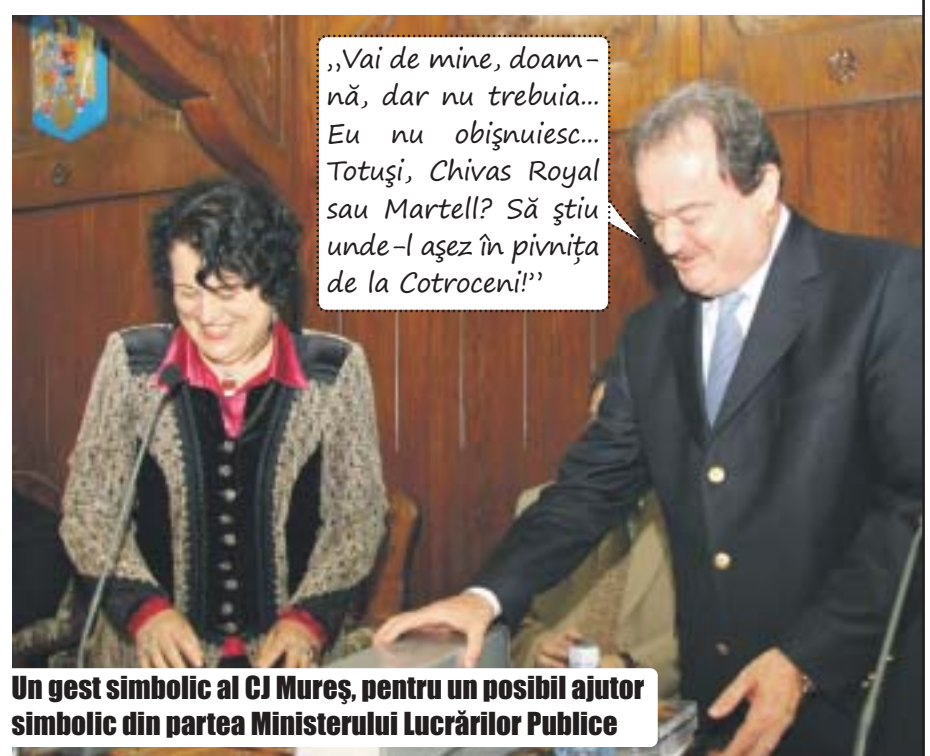 ,,Vai de mine, doam-
nă, dar nu trebuia...
Eu nu obişnuiesc...
Totuşi, Chivas Royal
sau Martell? Să ştiu
unde-l aşez în pivniţa
de la Cotroceni!’’
Un gest simbolic al CJ Mureş, pentru un posibil ajutor
simbolic din partea Ministerului Lucrărilor Publice